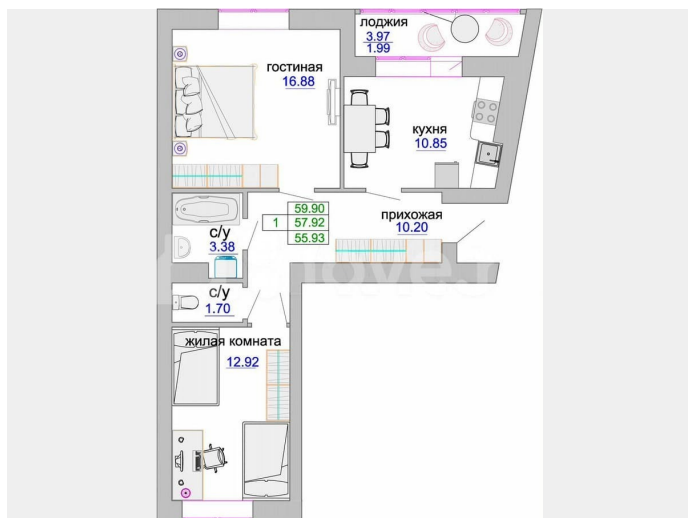 лоджия
3.97
1.99
гостиная
16.88
кухня
10.85
59.90
1 57.92
55.93
прихожая
10.20
с/у
3.38
с/у
1.70
жилая комната
12.92